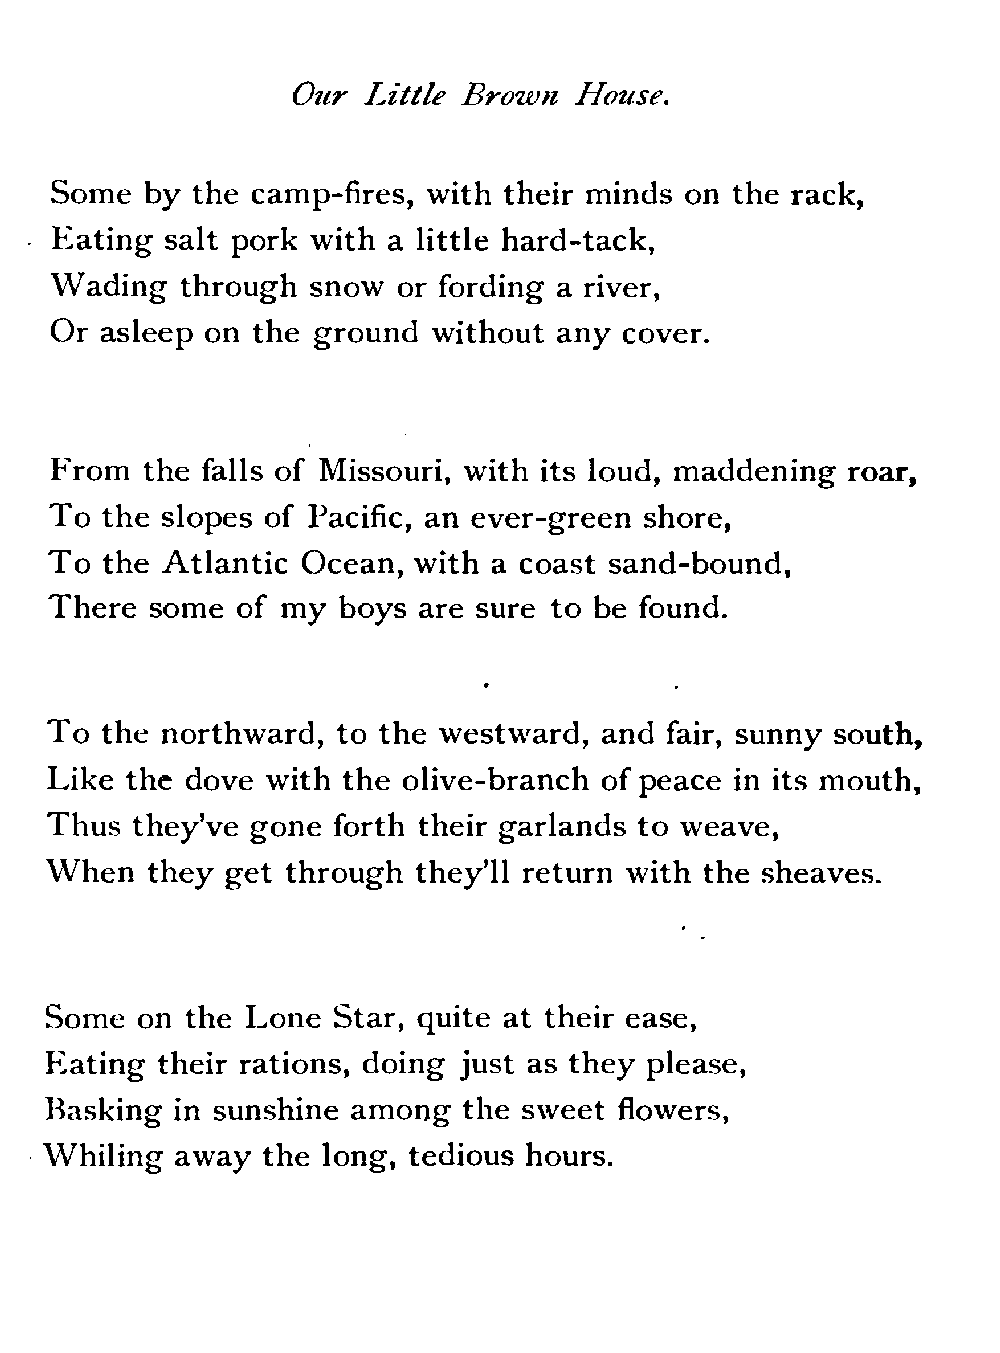 Our Little Brown House.
Some by the camp-fires, with their minds on the rack,
Eating salt pork with a little hard-tack,
Wading through snow or fording a river,
Or asleep on the ground without any cover.
From the falls of Missouri, with its loud, maddening roar,
To the slopes of Pacific, an ever-green shore,
To the Atlantic Ocean, with a coast sand-bound,
There some of my boys are sure to be found.
To the northward, to the westward, and fair, sunny south,
Like the dove with the olive-branch of peace in its mouth,
Thus they've gone forth their garlands to weave,
When they get through they'll return with the sheaves.
Some on the Lone Star, quite at their ease,
Eating their rations, doing just as they please,
Basking in sunshine among the sweet flowers,
Whiling away the long, tedious hours.